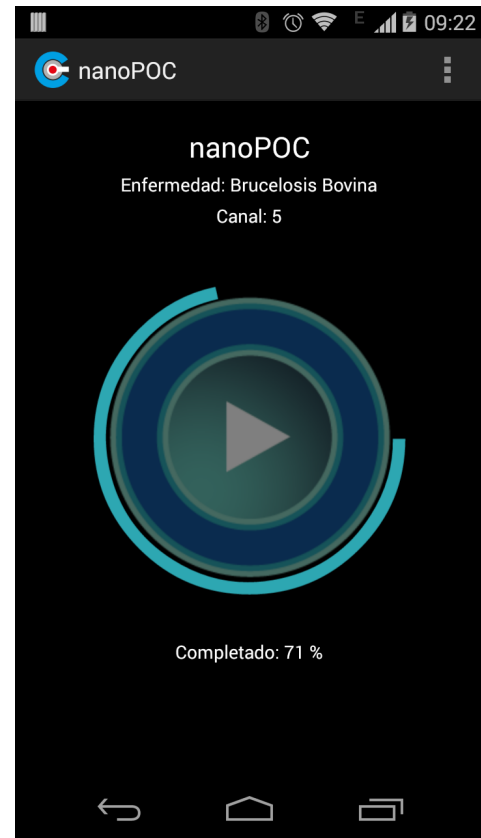 E 09:22
nanoPOC
nanoPOC
Enfermedad: Brucelosis Bovina
Canal: 5
Completado: 71 %